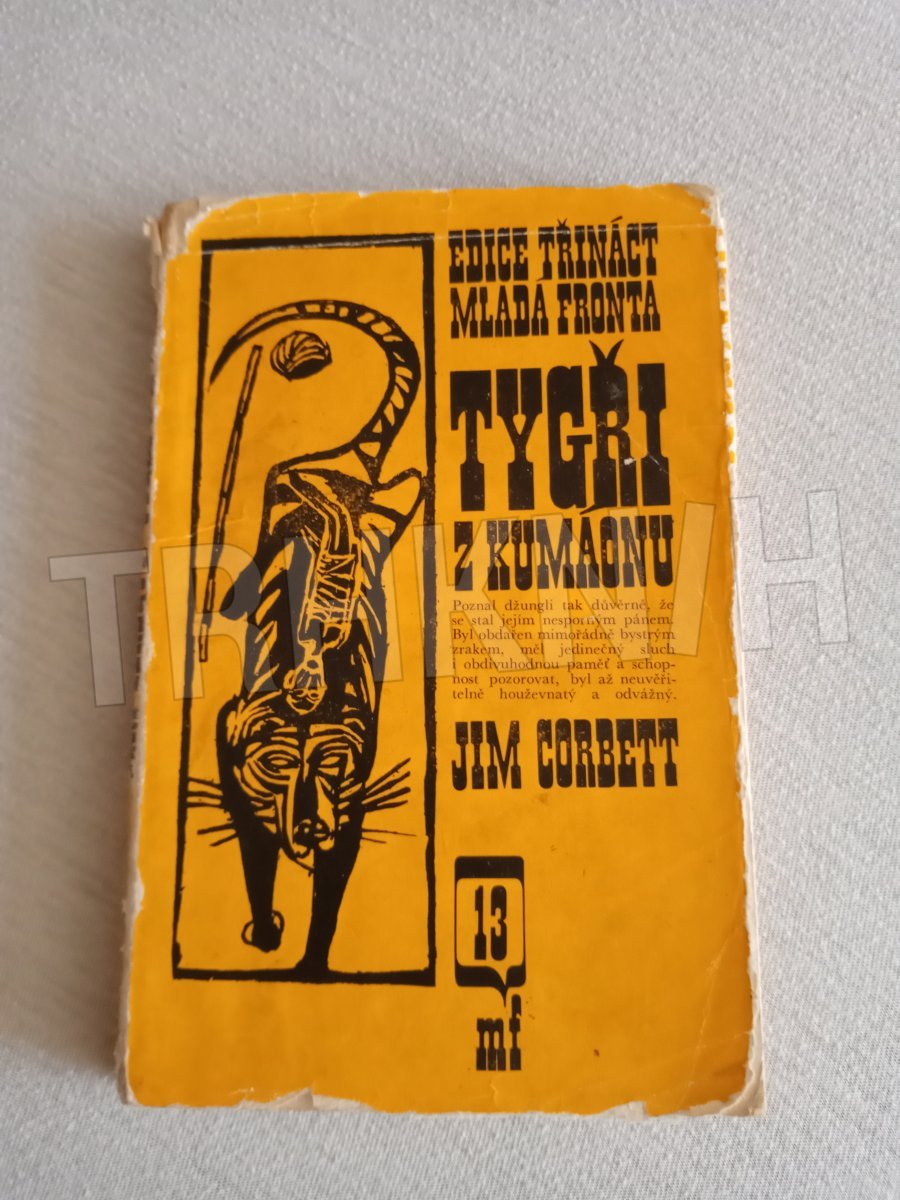 EDICE TŘINÁCT
MLADÁ FRONTA
TYGŘI
Z KUMÁONU
Poznal džungli tak důvěrně, že
se stal jejím nesporným pánem.
Byl obdařen mimořádně bystrým
zrakem, měl jedinečný sluch
i obdivuhodnou paměť a schop-
nost pozorovat, byl až neuvěři-
telně houževnatý a odvážný.
JIM CORBETT
13
mf
TRHKNIH